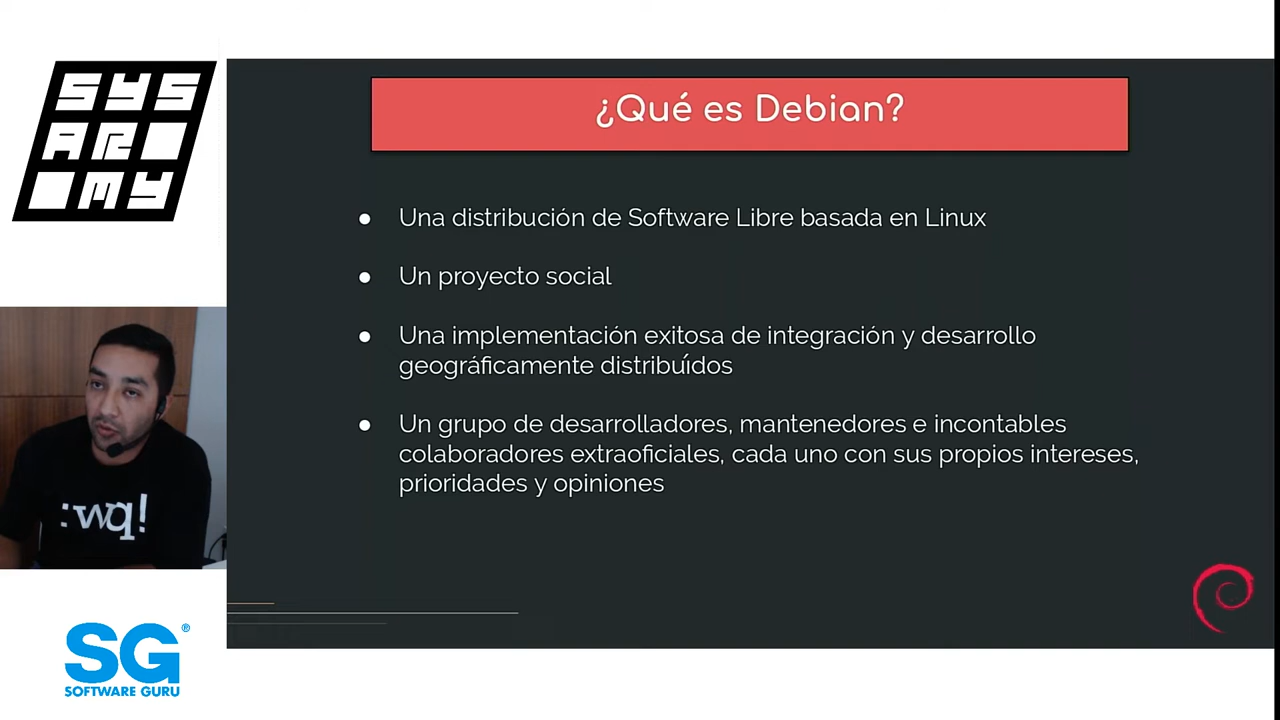 SYS
AR
MY
¿Qué es Debian?
● Una distribución de Software Libre basada en Linux
● Un proyecto social
● Una implementación exitosa de integración y desarrollo
geográficamente distribuídos
● Un grupo de desarrolladores, mantenedores e incontables
colaboradores extraoficiales, cada uno con sus propios intereses,
prioridades y opiniones
:wq!
SG®
SOFTWARE GURU